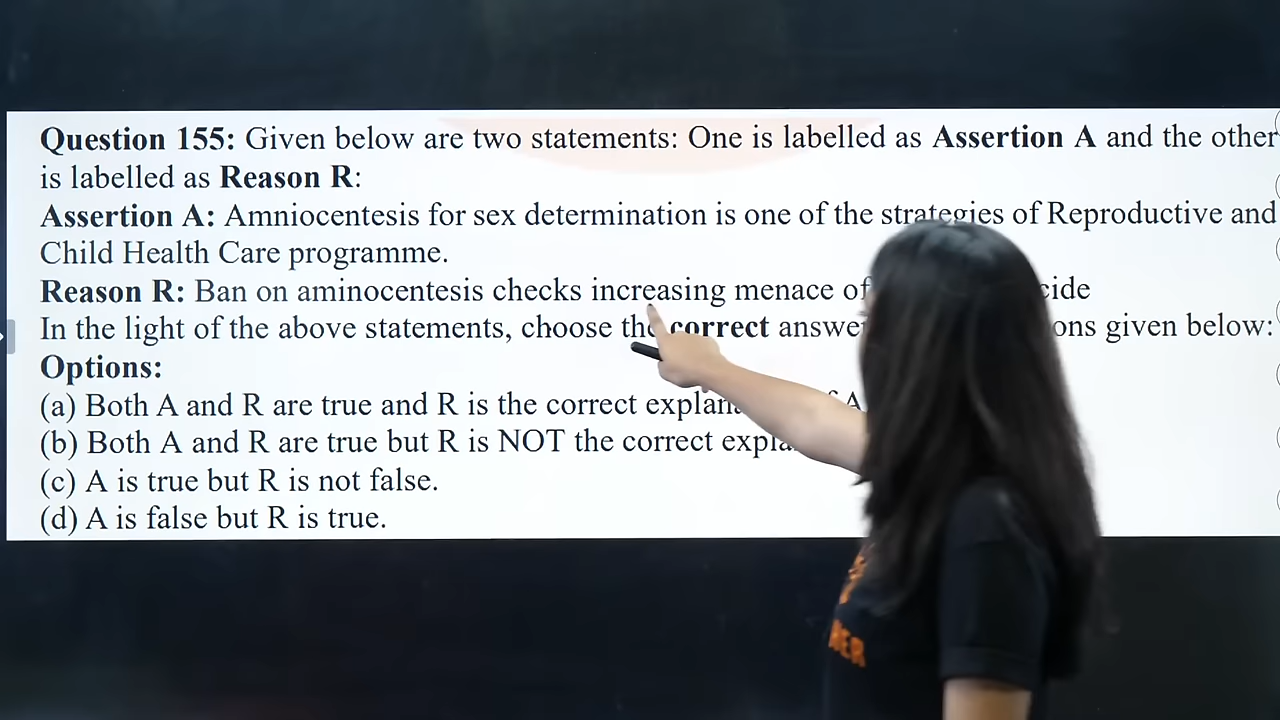 Question 155: Given below are two statements: One is labelled as Assertion A and the other
is labelled as Reason R:
Assertion A: Amniocentesis for sex determination is one of the strategies of Reproductive and
Child Health Care programme.
Reason R: Ban on aminocentesis checks increasing menace of cide
In the light of the above statements, choose the correct answe ons given below:
Options:
(a) Both A and R are true and R is the correct explan f A
(b) Both A and R are true but R is NOT the correct expla
(c) A is true but R is not false.
(d) A is false but R is true.